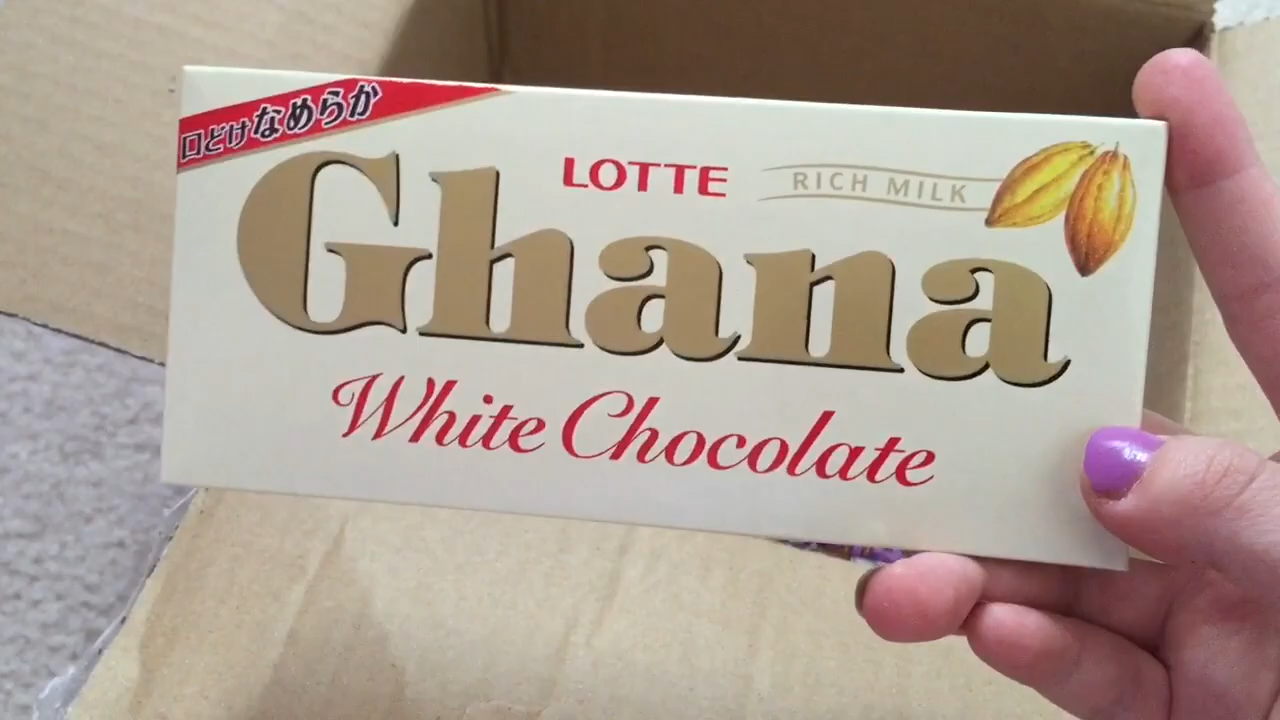 口どけなめらか
LOTTE
RICH MILK
Ghana
White Chocolate